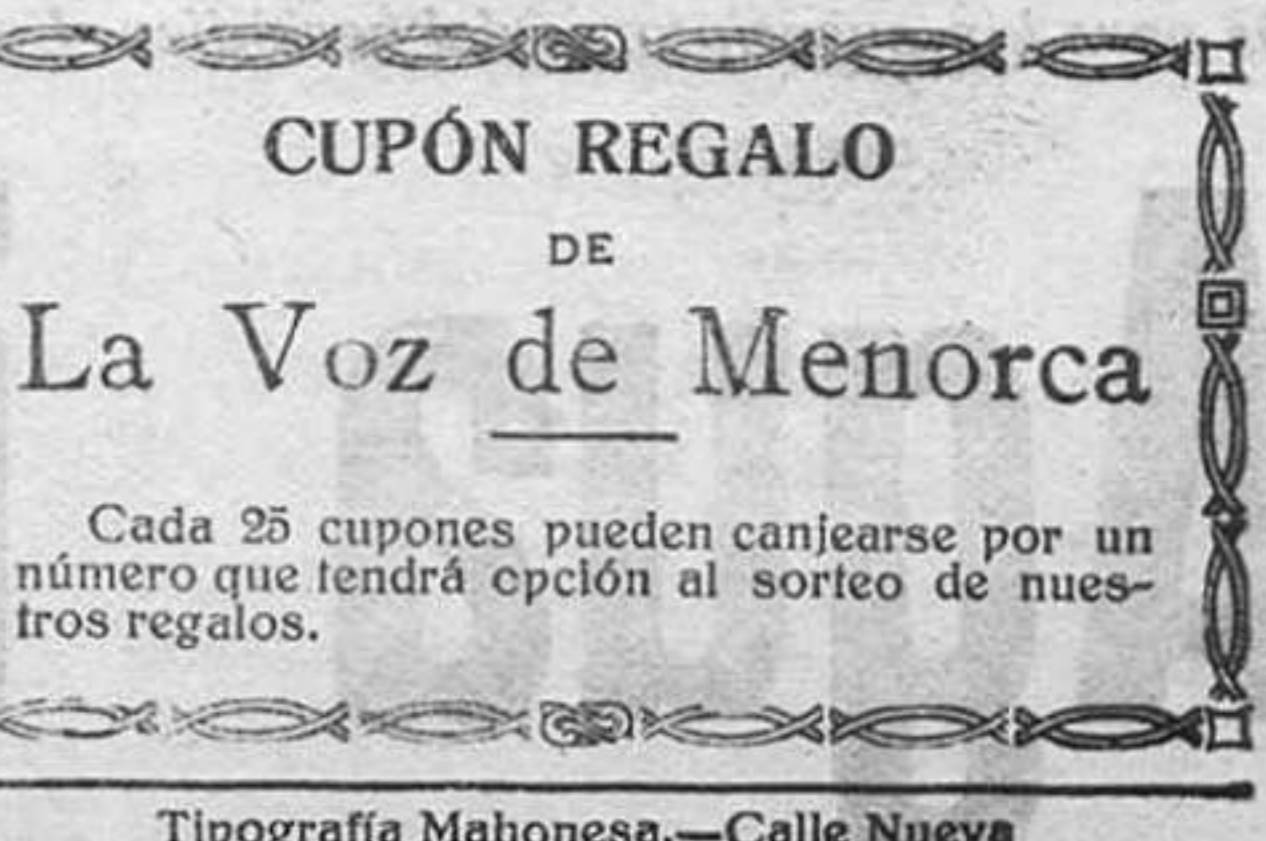 CUPÓN REGALO
DE
La Voz de Menorca
Cada 25 cupones pueden canjearse por un
número que tendrá cpción al sorteo de nues-
tros regalos.
Tipografía Mahonesa.—Calle Nueva